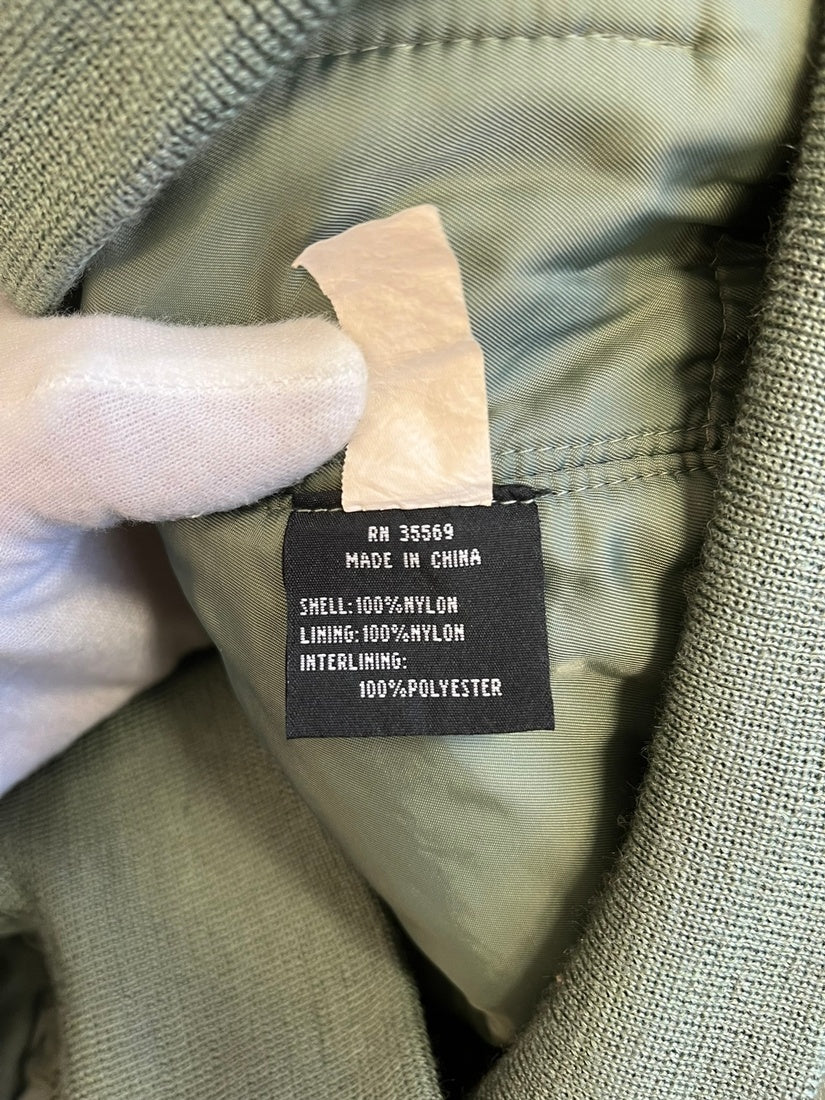 RN 35569
MADE IN CHINA
SHELL:100%NYLON
LINING:100%NYLON
INTERLINING:
100%POLYESTER